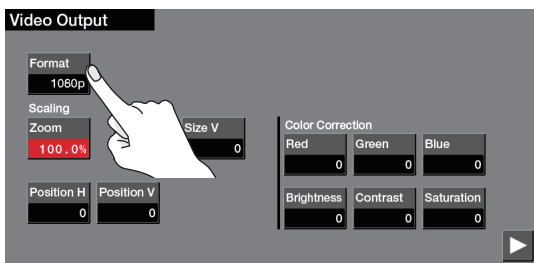 Video Output
Format
1080p
Scaling
Zoom
100.0%
Size V
0
Position H
0
Position V
0
Color Correction
Red
0
Green
0
Blue
0
Brightness
0
Contrast
0
Saturation
0